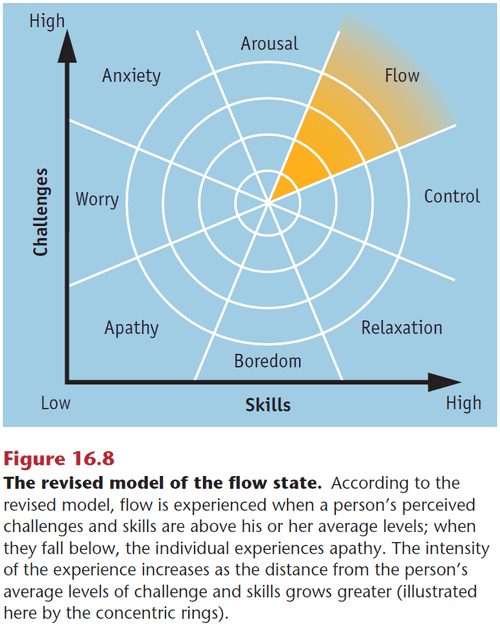 High
Arousal
Anxiety
Flow
Challenges
Worry
Control
Apathy
Relaxation
Boredom
Low
Skills
High
Figure 16.8
The revised model of the flow state. According to the
revised model, flow is experienced when a person's perceived
challenges and skills are above his or her average levels; when
they fall below, the individual experiences apathy. The intensity
of the experience increases as the distance from the person's
average levels of challenge and skills grows greater (illustrated
here by the concentric rings).